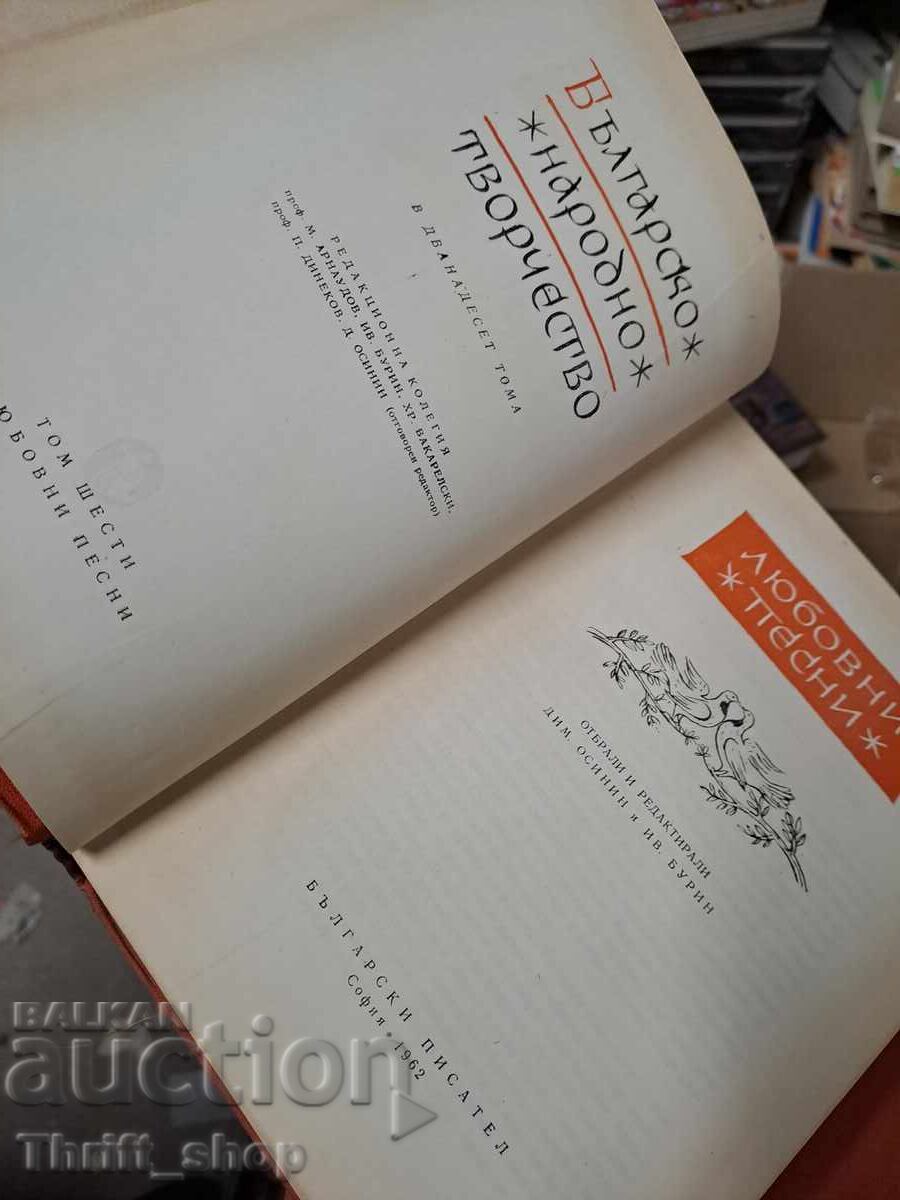 Българско*
*народно*
творчество
В ДВАНАДЕСЕТ ТОМА
РЕДАКЦИОННА КОЛЕГИЯ
проф. М. АРНАУДОВ, ИВ. БУРИН, ХР. ВАКАРЕЛСКИ,
проф. П. ДИНЕКОВ, Д. ОСИНИН (отговорен редактор)
ТОМ ШЕСТИ
ЮБОВНИ ПЕСНИ
ЛЮБОВНИ
*ПЕСНИ*
ОТБРАЛИ И РЕДАКТИРАЛИ
ДИМ. ОСИНИН и ИВ. БУРИН
БЪЛГАРСКИ ПИСАТЕЛ
София * 1962
BALKAN
auction
Thrift_shop